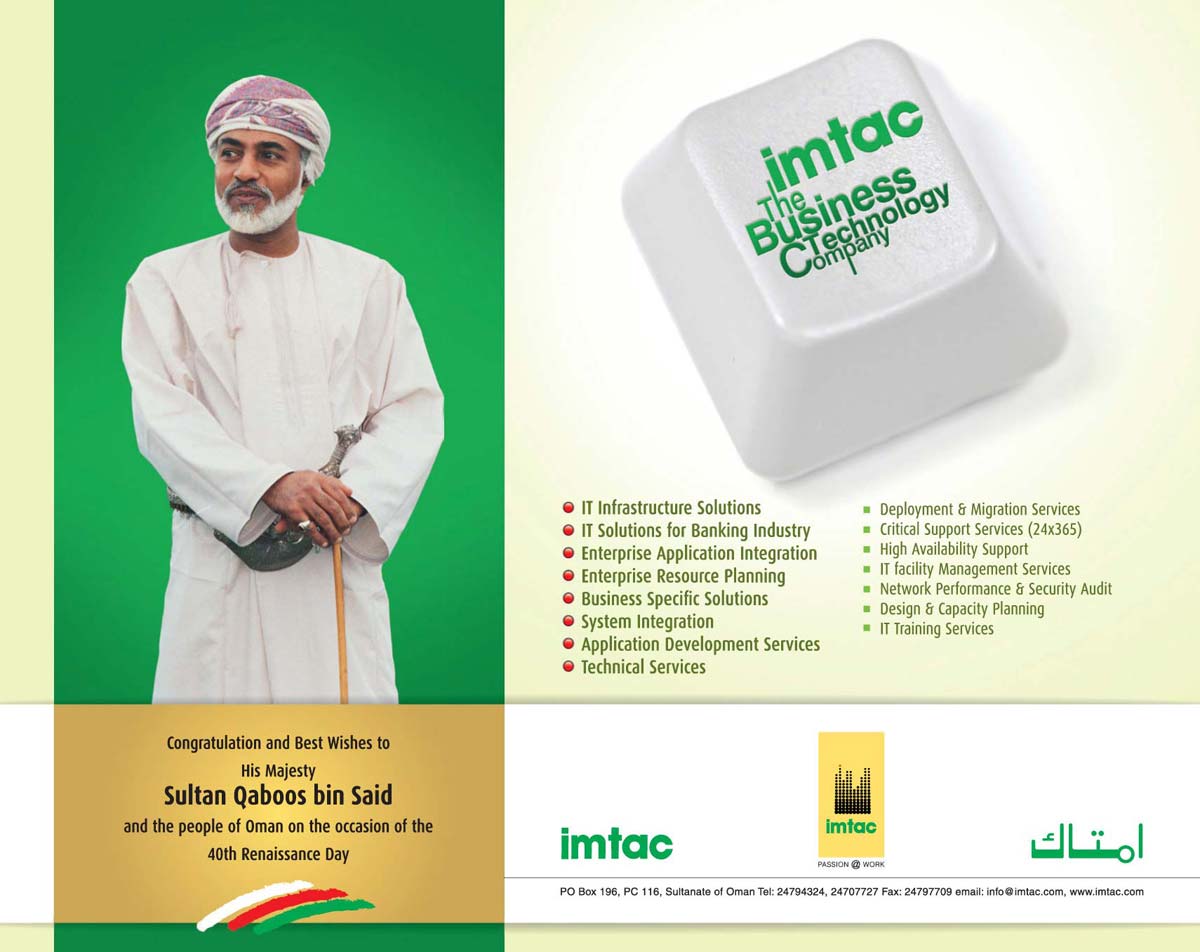 imtac
The
Business
Technology
Company
IT Infrastructure Solutions
IT Solutions for Banking Industry
Enterprise Application Integration
Enterprise Resource Planning
Business Specific Solutions
System Integration
Application Development Services
Technical Services
Deployment & Migration Services
Critical Support Services (24x365)
High Availability Support
IT facility Management Services
Network Performance & Security Audit
Design & Capacity Planning
IT Training Services
Congratulation and Best Wishes to
His Majesty
Sultan Qaboos bin Said
and the people of Oman on the occasion of the
40th Renaissance Day
imtac
imtac
PASSION @ WORK
امتاك
PO Box 196, PC 116, Sultanate of Oman Tel: 24794324, 24707727 Fax: 24797709 email: info@imtac.com, www.imtac.com